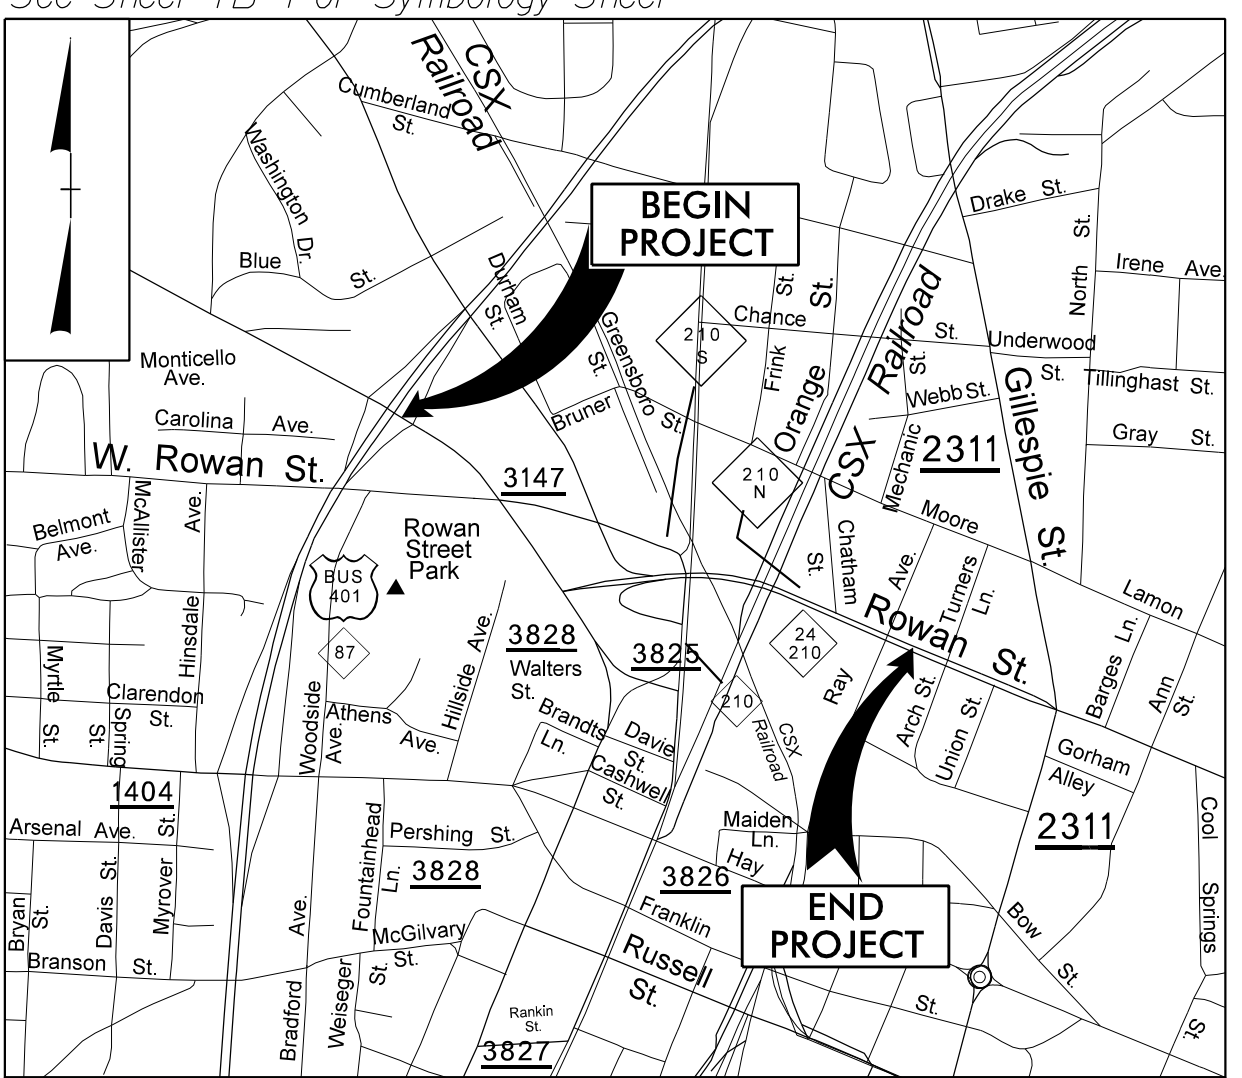 See Sheet 1B For Symbology Sheet
CSX
Railroad
Cumberland
St.
Washington Dr.
Blue St.
BEGIN
PROJECT
Drake St.
North St.
Irene Ave.
Durham
St.
Greensboro
St.
210
S
Chance St.
Frink St.
Orange St.
CSX Railroad
Underwood
St.
Tillinghast St.
Monticello
Ave.
Carolina Ave.
Bruner St.
Webb St.
Mechanic St.
Gillespie St.
Gray St.
W. Rowan St.
3147
210
N
2311
McAllister
Hinsdale Ave.
Belmont
Ave.
Rowan
Street
Park
BUS
401
87
Chatham
St.
Moore
Lamon
Ray Ave.
Turners
Ln.
Rowan St.
Hillside Ave.
3828
3825
24
210
210
Walters
St.
Myrtle
St.
Clarendon
St.
Spring
St.
Woodside
Ave.
Athens
Ave.
Brandts
Ln.
Davie
St.
Cashwell
St.
CSX
Railroad
Arch St.
Union St.
Barges Ln.
Ann
St.
Gorham
Alley
1404
Arsenal Ave.
Myrover St.
Davis St.
Bryan
St.
Branson St.
Fountainhead
Ln.
Pershing St.
3828
McGilvary
St.
Weiseger
St.
Bradford Ave.
Maiden
Ln.
Hay
3826
2311
Cool Springs
St.
Franklin
St.
Russell
St.
END
PROJECT
Bow
St.
Rankin
St.
3827